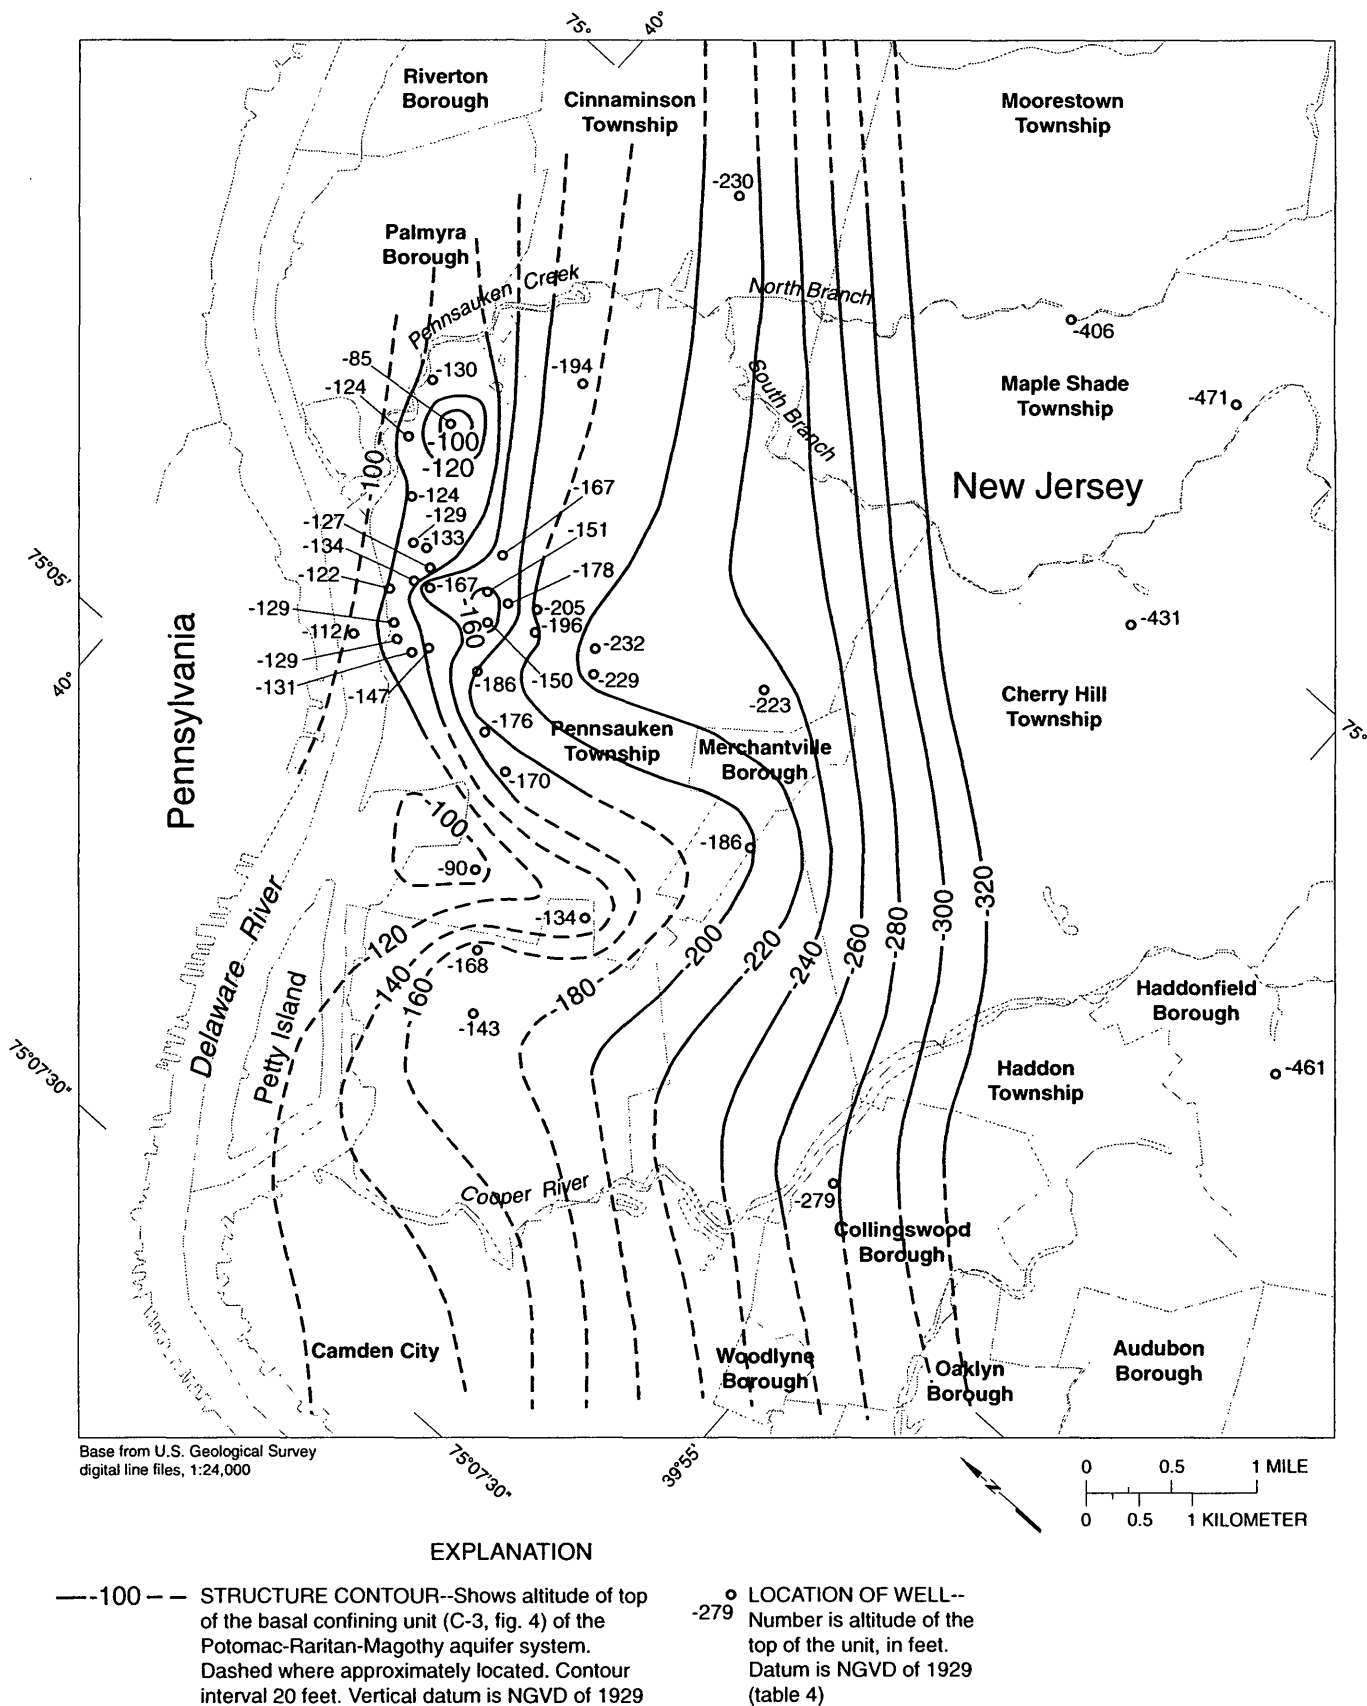 75°
40°
Riverton
Borough
Cinnaminson
Township
Moorestown
Township
-230
Palmyra
Borough
Pennsauken Creek
North Branch
-406
-85
-130
-194
-124
Maple Shade
Township
-471
South Branch
-100
-120
-100
New Jersey
-124
-167
-129
-127
-133
-151
-134
75°05'
-122
-167
-178
-160
-129
-205
-196
-431
-112
-232
-129
-229
-131
-147
-186
-150
40°
-223
Cherry Hill
Township
75°
-176
Pennsauken
Township
Merchantville
Borough
Pennsylvania
-170
-100
-186
-90
-320
-134
-300
-280
-260
-240
-220
-200
-120
-168
-140
-160
-180
Delaware River
Petty Island
-143
Haddonfield
Borough
75°07'30"
Haddon
Township
-461
Cooper River
-279
Collingswood
Borough
Camden City
Woodlyne
Borough
Oaklyn
Borough
Audubon
Borough
Base from U.S. Geological Survey
digital line files, 1:24,000
75°07'30"
39°55'
N
0 0.5 1 MILE
0 0.5 1 KILOMETER
EXPLANATION
-100 STRUCTURE CONTOUR--Shows altitude of top
of the basal confining unit (C-3, fig. 4) of the
Potomac-Raritan-Magothy aquifer system.
Dashed where approximately located. Contour
interval 20 feet. Vertical datum is NGVD of 1929
-279 LOCATION OF WELL--
Number is altitude of the
top of the unit, in feet.
Datum is NGVD of 1929
(table 4)